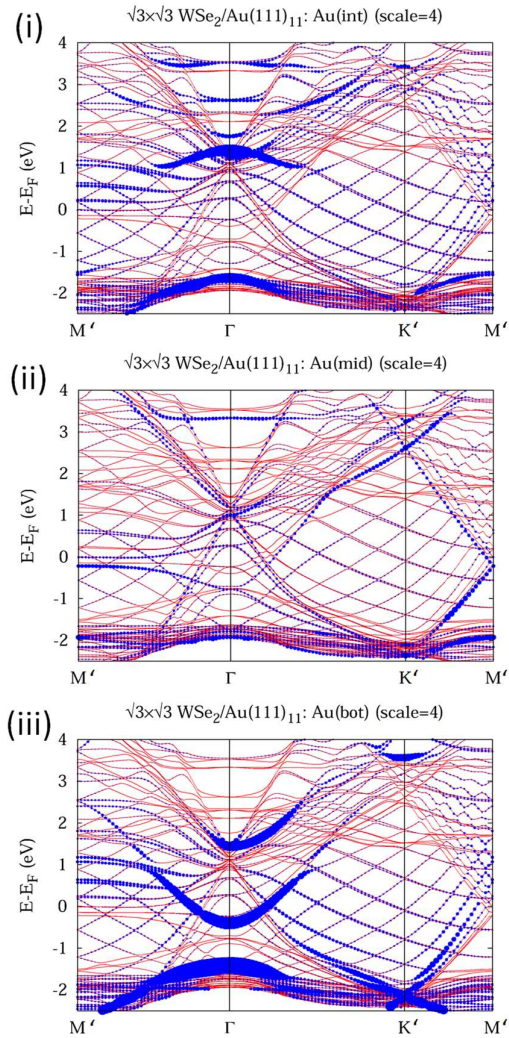 (i)
√3×√3 WSe2/Au(111)11: Au(int) (scale=4)
4
3
2
1
0
-1
-2
E-EF (eV)
M′ Γ K′ M′
(ii)
√3×√3 WSe2/Au(111)11: Au(mid) (scale=4)
4
3
2
1
0
-1
-2
E-EF (eV)
M′ Γ K′ M′
(iii)
√3×√3 WSe2/Au(111)11: Au(bot) (scale=4)
4
3
2
1
0
-1
-2
E-EF (eV)
M′ Γ K′ M′